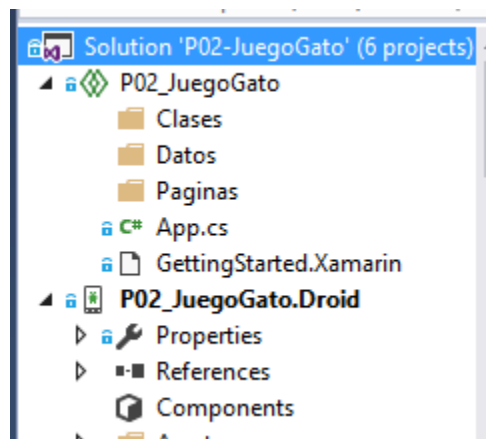 Solution 'P02-JuegoGato' (6 projects)
P02_JuegoGato
Clases
Datos
Paginas
C# App.cs
GettingStarted.Xamarin
P02_JuegoGato.Droid
Properties
References
Components